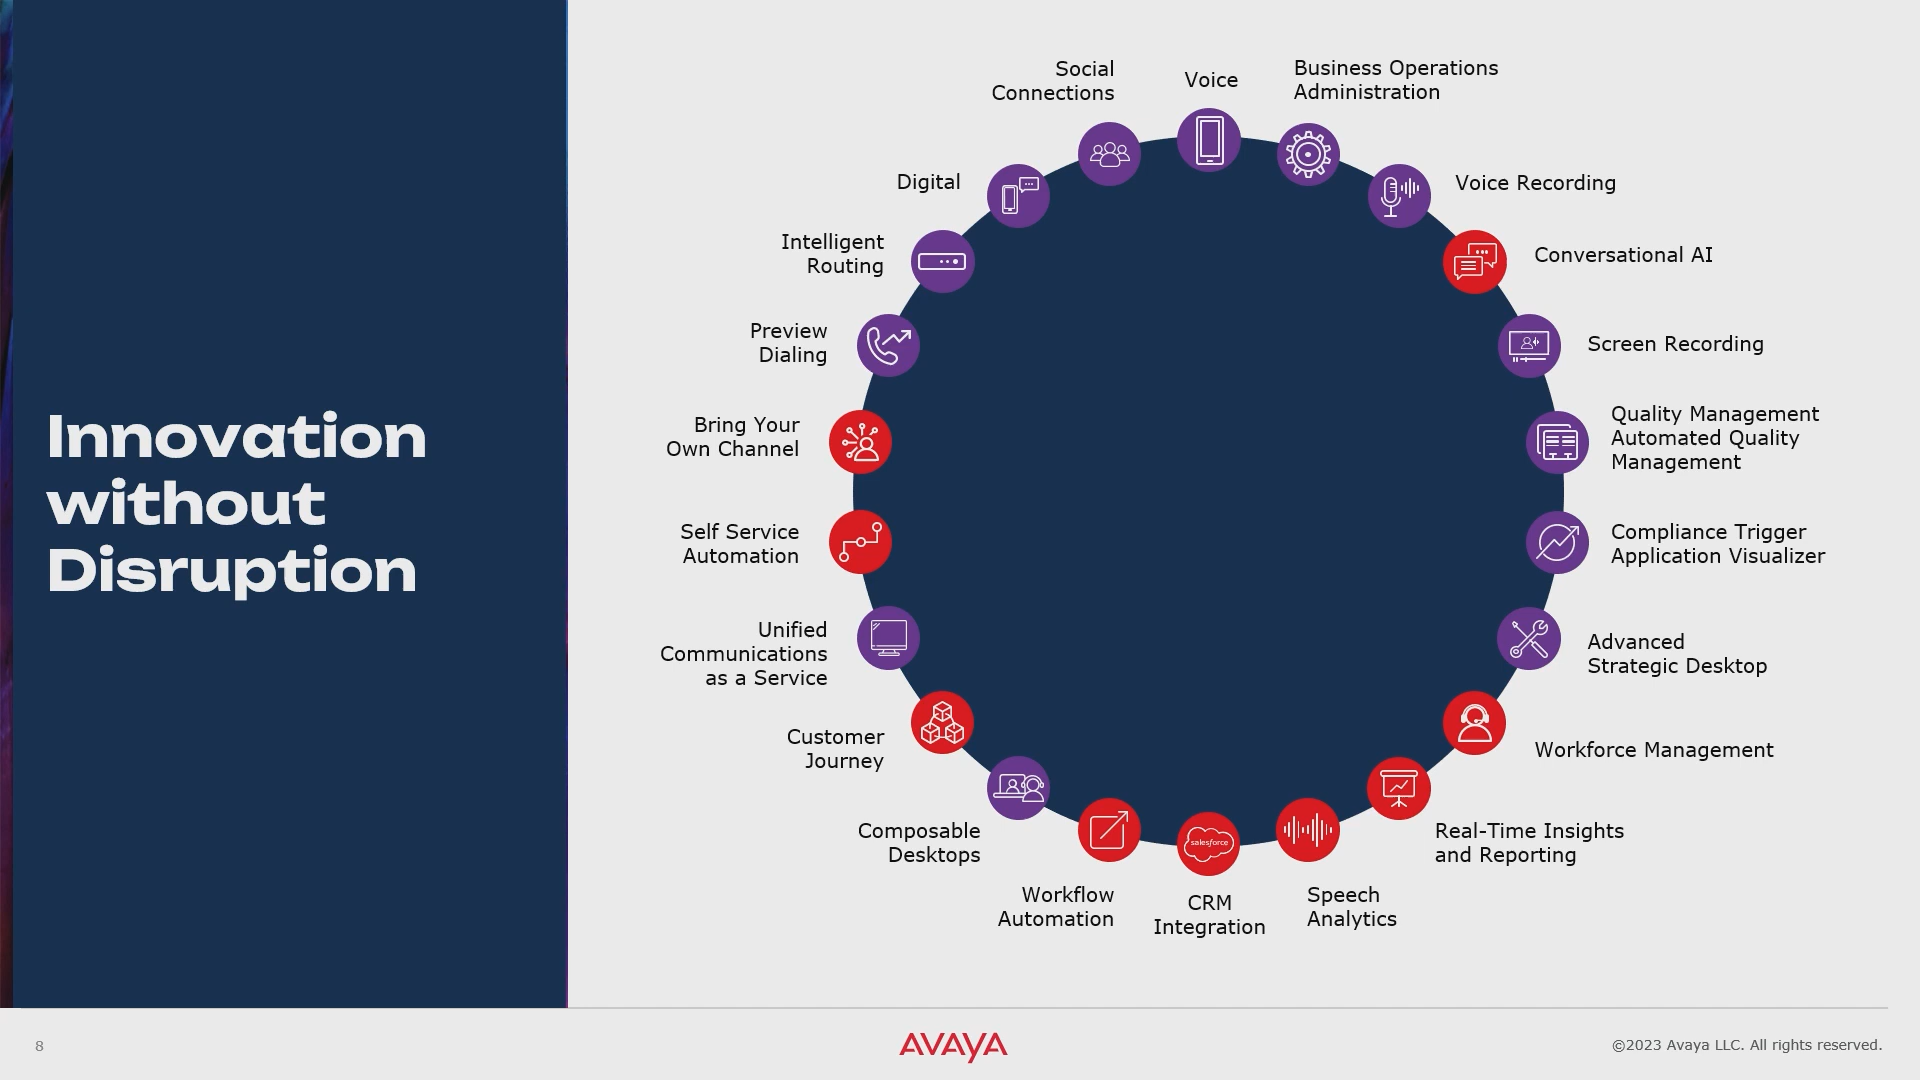 Innovation
without
Disruption
Social
Connections
Voice
Business Operations
Administration
Digital
Voice Recording
Intelligent
Routing
Conversational AI
Preview
Dialing
Screen Recording
Bring Your
Own Channel
Quality Management
Automated Quality
Management
Self Service
Automation
Compliance Trigger
Application Visualizer
Unified
Communications
as a Service
Advanced
Strategic Desktop
Customer
Journey
Workforce Management
Composable
Desktops
Real-Time Insights
and Reporting
Workflow
Automation
salesforce
CRM
Integration
Speech
Analytics
8
AVAYA
©2023 Avaya LLC. All rights reserved.